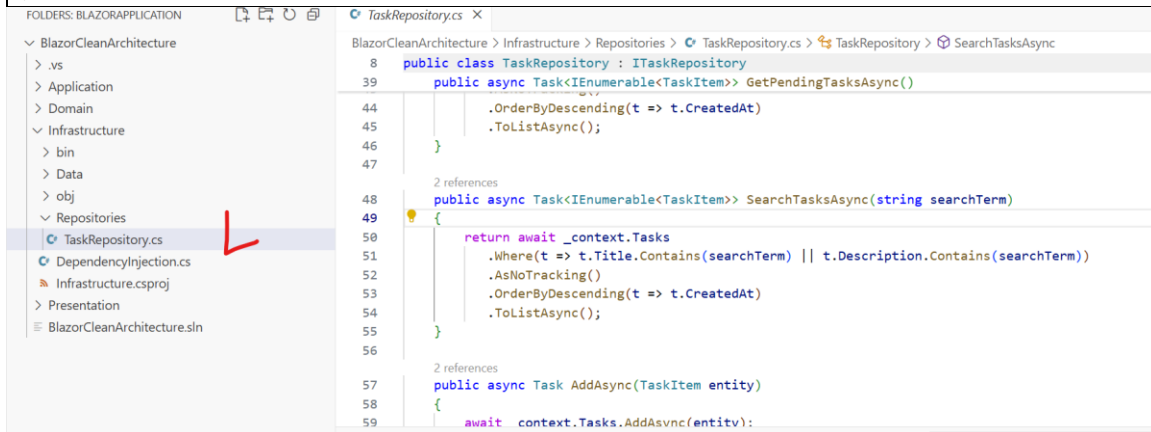 FOLDERS: BLAZORAPPLICATION
BlazorCleanArchitecture
.vs
Application
Domain
Infrastructure
bin
Data
obj
Repositories
C# TaskRepository.cs
C# DependencyInjection.cs
Infrastructure.csproj
Presentation
BlazorCleanArchitecture.sln
C# TaskRepository.cs ×
BlazorCleanArchitecture > Infrastructure > Repositories > C# TaskRepository.cs > TaskRepository > SearchTasksAsync
8 public class TaskRepository : ITaskRepository
39 public async Task<IEnumerable<TaskItem>> GetPendingTasksAsync()
44 .OrderByDescending(t => t.CreatedAt)
45 .ToListAsync();
46 }
47
2 references
48 public async Task<IEnumerable<TaskItem>> SearchTasksAsync(string searchTerm)
49 {
50 return await _context.Tasks
51 .Where(t => t.Title.Contains(searchTerm) || t.Description.Contains(searchTerm))
52 .AsNoTracking()
53 .OrderByDescending(t => t.CreatedAt)
54 .ToListAsync();
55 }
56
2 references
57 public async Task AddAsync(TaskItem entity)
58 {
59 await _context.Tasks.AddAsync(entity);